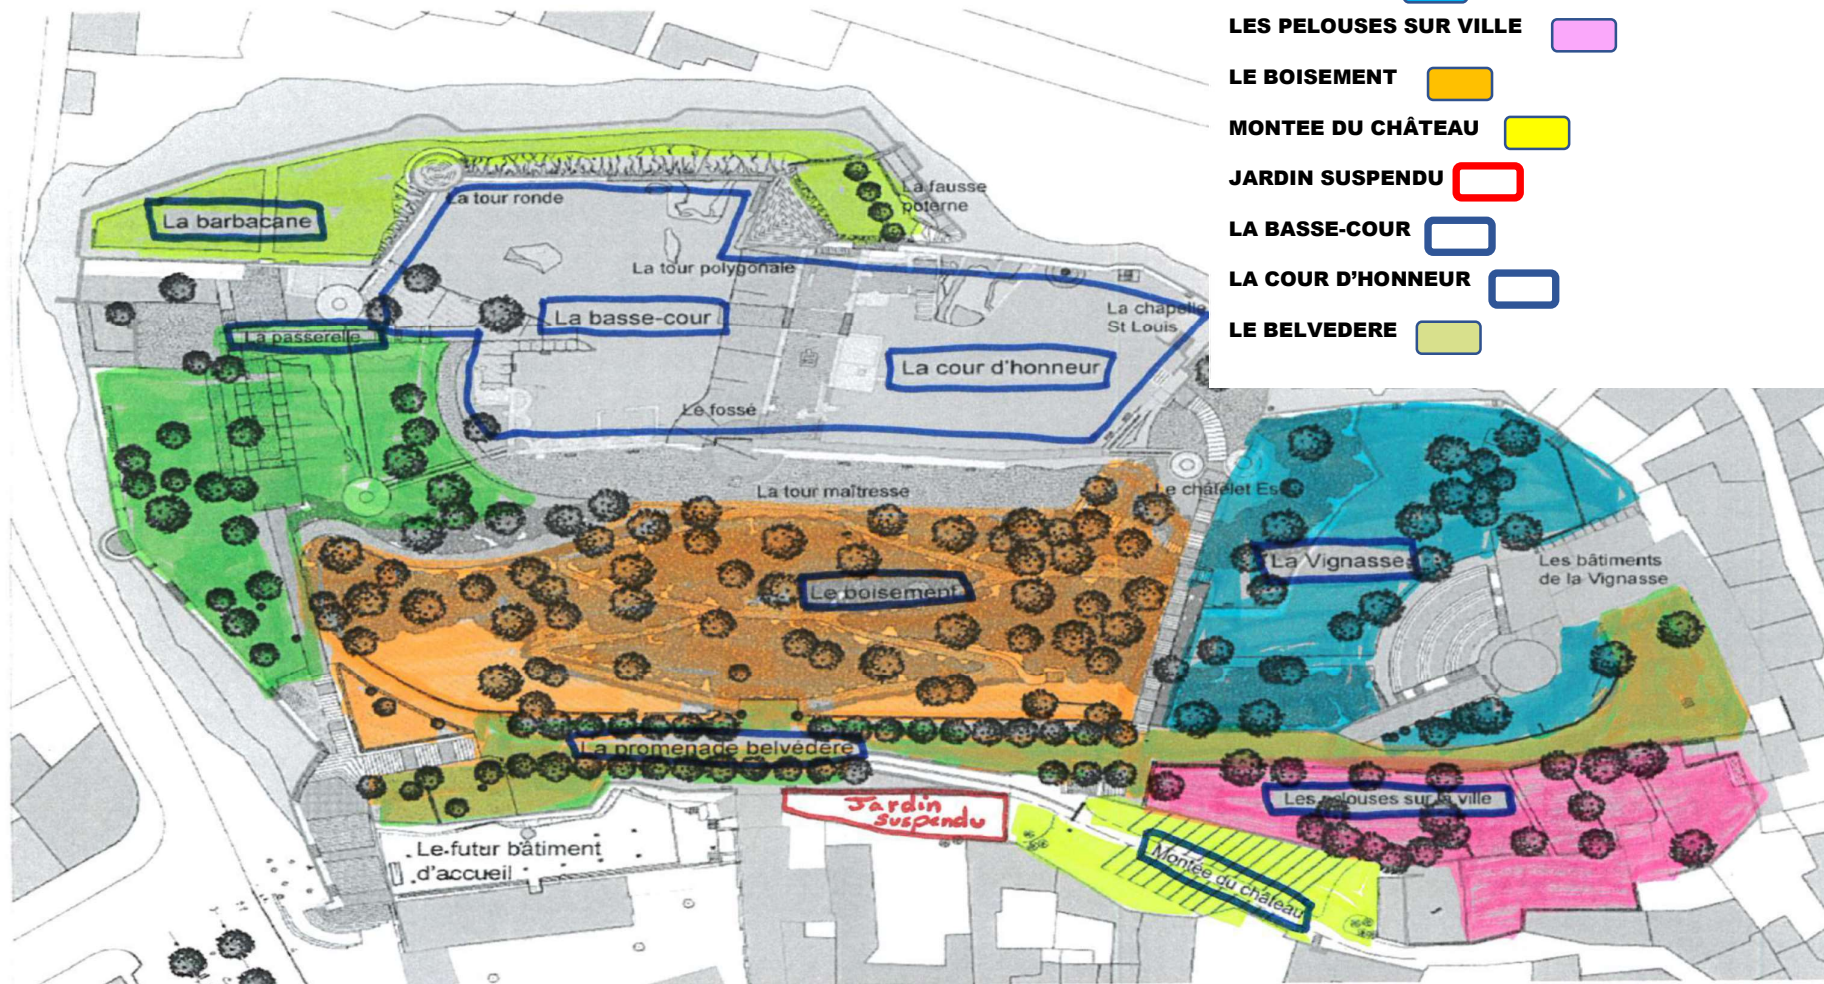 LES PELOUSES SUR VILLE
LE BOISEMENT
MONTEE DU CHÂTEAU
JARDIN SUSPENDU
LA BASSE-COUR
LA COUR D'HONNEUR
LE BELVEDERE
La barbacane
La tour ronde
La fausse
poterne
La tour polygonale
La passerelle
La basse-cour
La chapelle
St Louis
La cour d'honneur
Le fossé
La tour maîtresse
Le châtelet Es
La Vignasse
Les bâtiments
de la Vignasse
Le boisement
La promenade belvédère
Jardin
suspendu
Les pelouses sur la ville
Le futur bâtiment
d'accueil
Montée du château